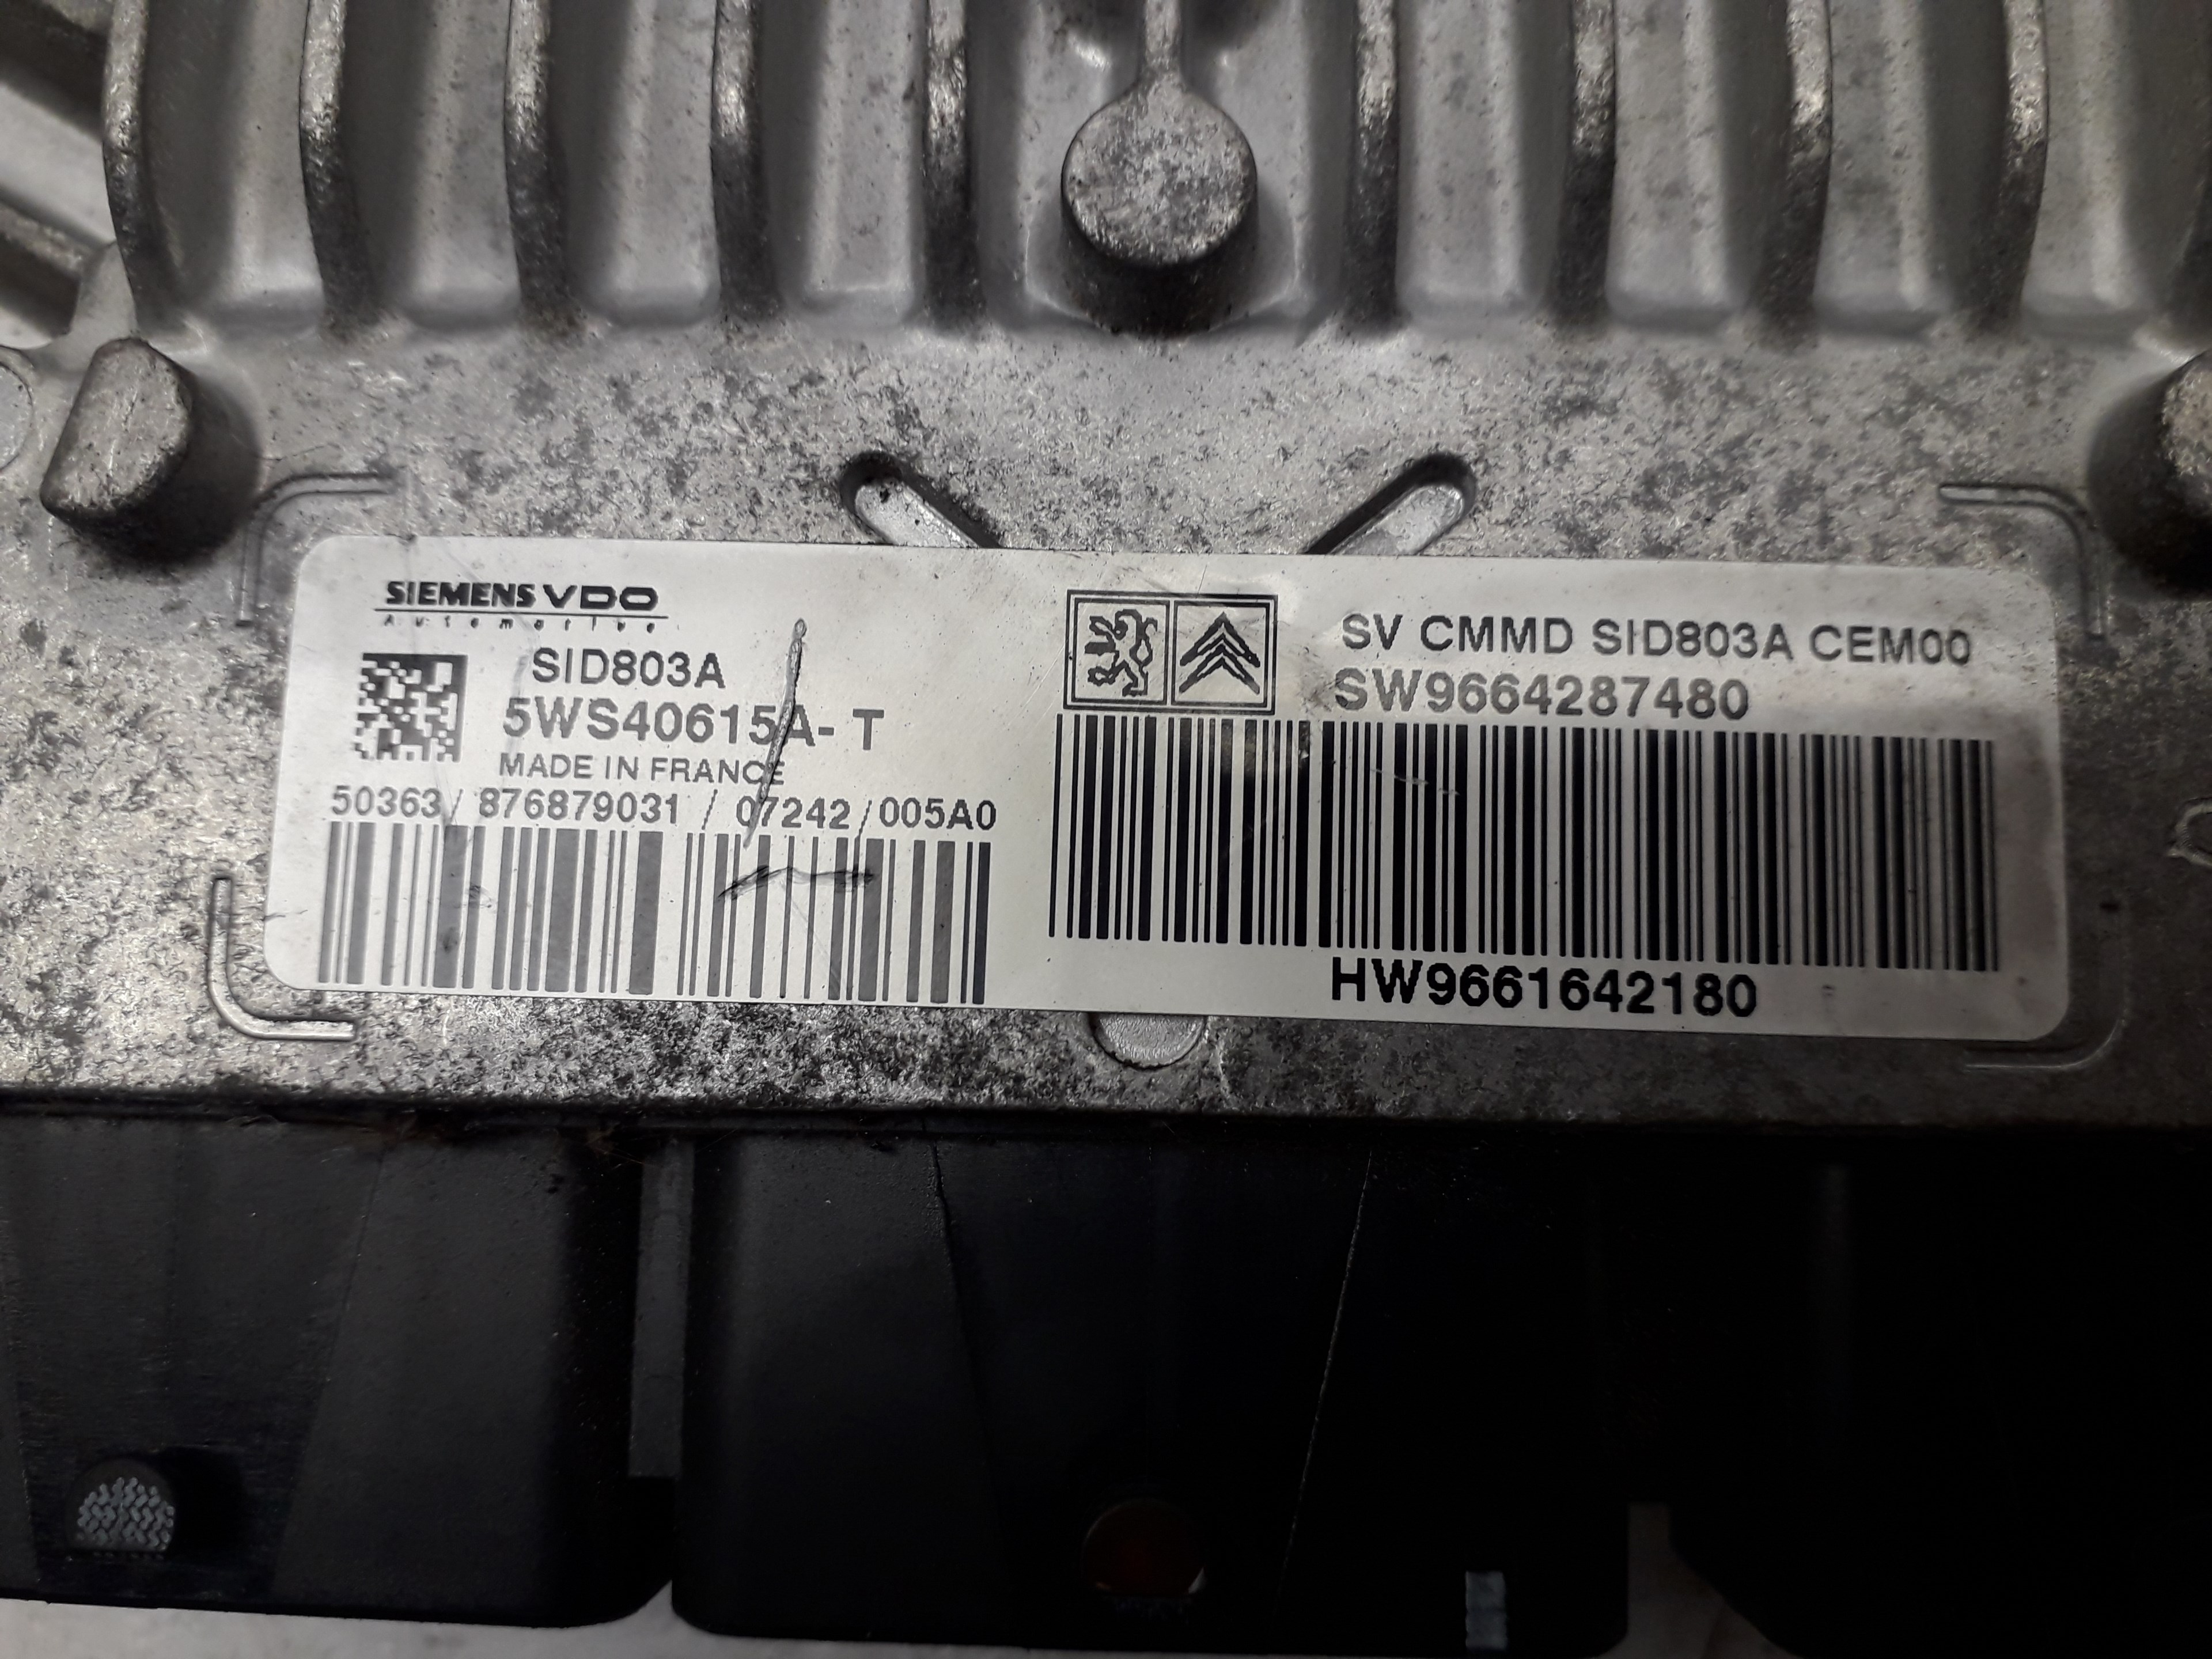 SIEMENS VDO
Automotive
SID803A
5WS40615A- T
MADE IN FRANCE
50363 / 876879031 / 07242 / 005A0
SV CMMD SID803A CEM00
SW9664287480
HW9661642180